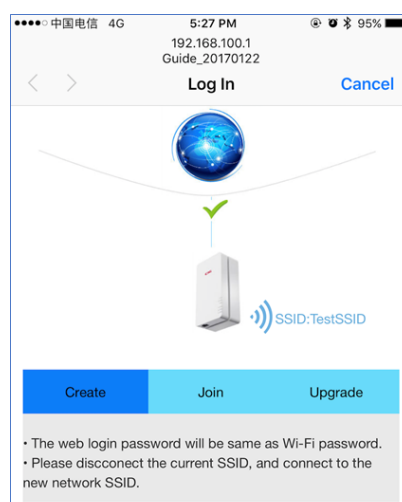 中国电信 4G 5:27 PM 95%
192.168.100.1
Guide_20170122
Log In Cancel
SSID:TestSSID
Create Join Upgrade
• The web login password will be same as Wi-Fi password.
• Please discconect the current SSID, and connect to the
new network SSID.